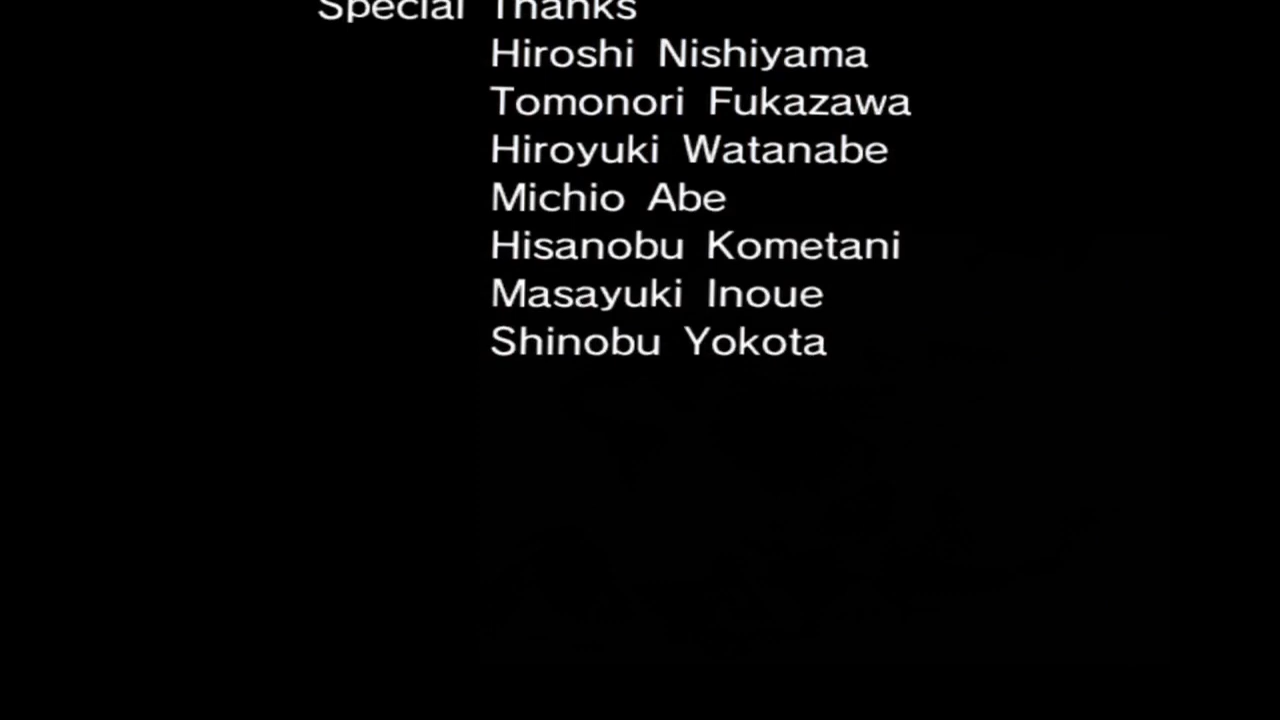 Special Thanks
Hiroshi Nishiyama
Tomonori Fukazawa
Hiroyuki Watanabe
Michio Abe
Hisanobu Kometani
Masayuki Inoue
Shinobu Yokota